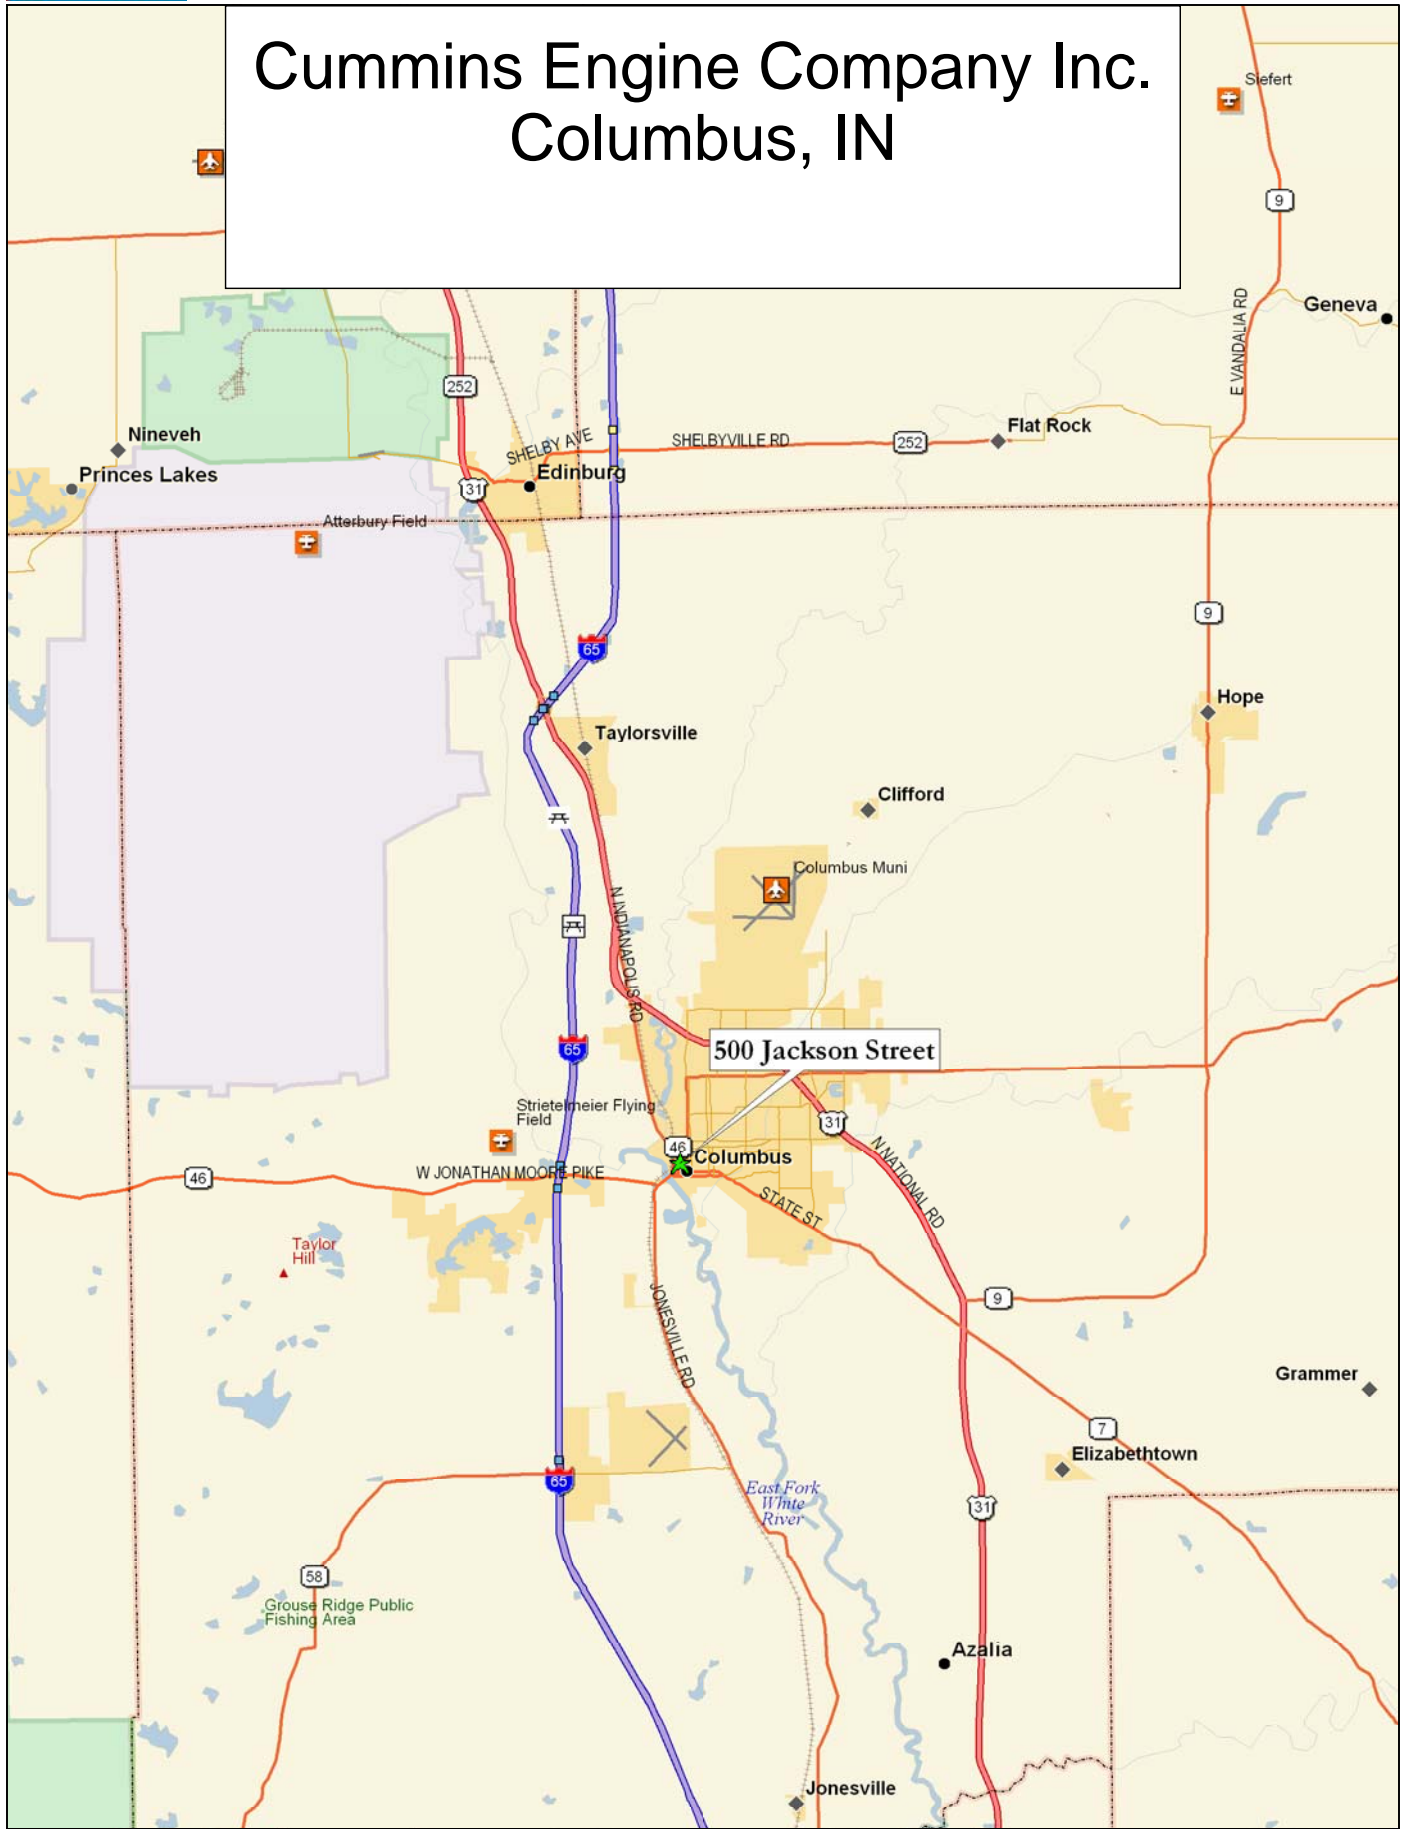 Cummins Engine Company Inc.
Columbus, IN
Siefert
9
E VANDALIA RD
Geneva
252
Nineveh
SHELBY AVE
SHELBYVILLE RD
252
Flat Rock
Princes Lakes
31
Edinburg
Atterbury Field
9
65
Hope
Taylorsville
Clifford
Columbus Muni
N INDIANAPOLIS RD
65
500 Jackson Street
Strietelmeier Flying
Field
31
46
Columbus
N NATIONAL RD
46
W JONATHAN MOORE PIKE
STATE ST
Taylor
Hill
JONESVILLE RD
9
Grammer
7
Elizabethtown
65
East Fork
White
River
31
58
Grouse Ridge Public
Fishing Area
Azalia
Jonesville